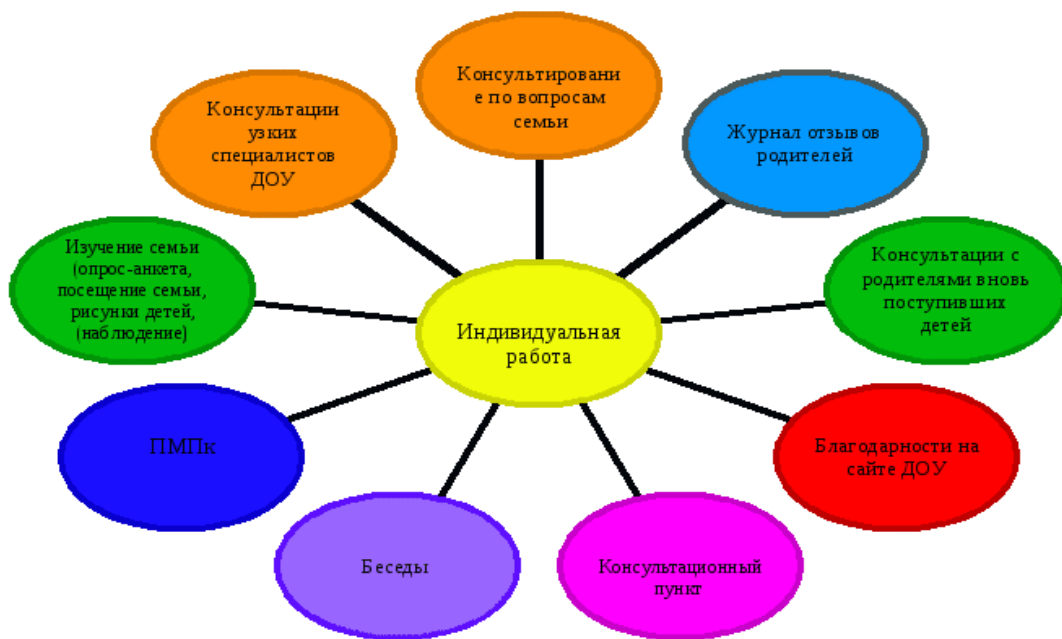 Консультировани
е по вопросам
семьи
Консультации
узких
специалистов
ДОУ
Журнал отзывов
родителей
Изучение семьи
(опрос-анкета,
посещение семьи,
рисунки детей,
(наблюдение)
Консультации с
родителями вновь
поступивших
детей
Индивидуальная
работа
ПМПк
Благодарности на
сайте ДОУ
Беседы
Консультационный
пункт